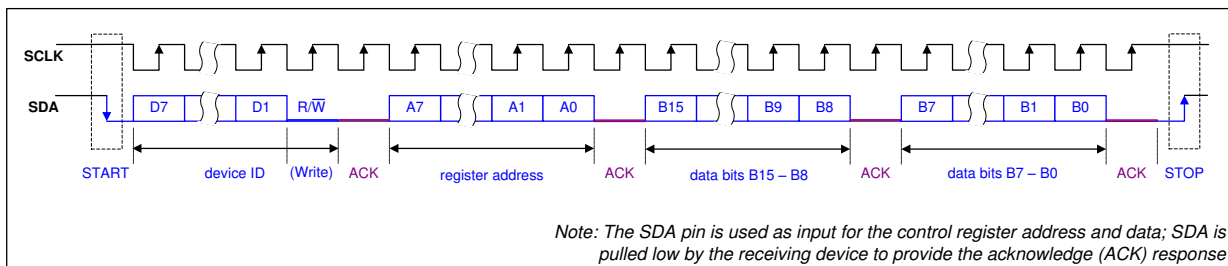 SCLK
SDA
D7 D1 R/W A7 A1 A0 B15 B9 B8 B7 B1 B0
START device ID (Write) ACK register address ACK data bits B15 – B8 ACK data bits B7 – B0 ACK STOP
Note: The SDA pin is used as input for the control register address and data; SDA is
pulled low by the receiving device to provide the acknowledge (ACK) response